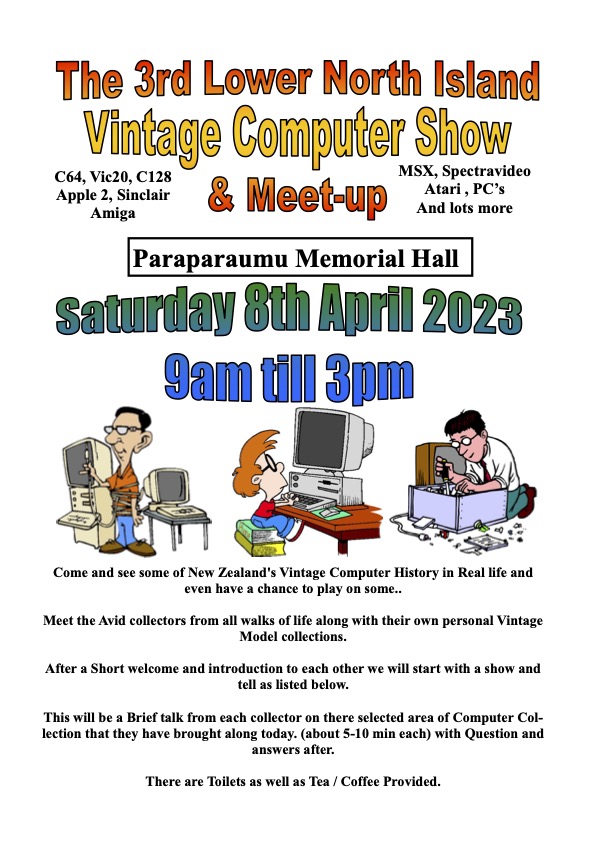 The 3rd Lower North Island
Vintage Computer Show
& Meet-up
C64, Vic20, C128
Apple 2, Sinclair
Amiga
MSX, Spectravideo
Atari , PC's
And lots more
Paraparaumu Memorial Hall
Saturday 8th April 2023
9am till 3pm
Come and see some of New Zealand's Vintage Computer History in Real life and
even have a chance to play on some..
Meet the Avid collectors from all walks of life along with their own personal Vintage
Model collections.
After a Short welcome and introduction to each other we will start with a show and
tell as listed below.
This will be a Brief talk from each collector on there selected area of Computer Col-
lection that they have brought along today. (about 5-10 min each) with Question and
answers after.
There are Toilets as well as Tea / Coffee Provided.